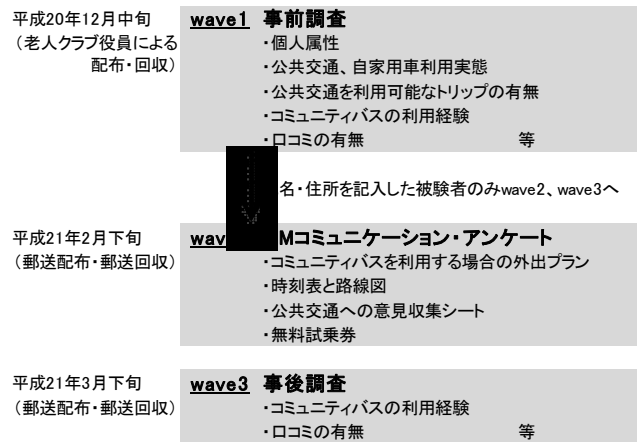 平成20年12月中旬 wave1 事前調査
（老人クラブ役員による ・個人属性
配布・回収） ・公共交通、自家用車利用実態
・公共交通を利用可能なトリップの有無
・コミュニティバスの利用経験
・口コミの有無 等
名・住所を記入した被験者のみwave2、wave3へ
平成21年2月下旬 wav Mコミュニケーション・アンケート
（郵送配布・郵送回収） ・コミュニティバスを利用する場合の外出プラン
・時刻表と路線図
・公共交通への意見収集シート
・無料試乗券
平成21年3月下旬 wave3 事後調査
（郵送配布・郵送回収） ・コミュニティバスの利用経験
・口コミの有無 等